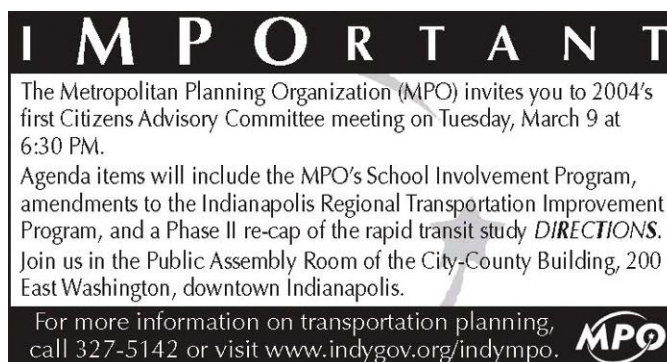 IMPORTANT
The Metropolitan Planning Organization (MPO) invites you to 2004's
first Citizens Advisory Committee meeting on Tuesday, March 9 at
6:30 PM.
Agenda items will include the MPO's School Involvement Program,
amendments to the Indianapolis Regional Transportation Improvement
Program, and a Phase II re-cap of the rapid transit study DIRECTIONS.
Join us in the Public Assembly Room of the City-County Building, 200
East Washington, downtown Indianapolis.
For more information on transportation planning,
call 327-5142 or visit www.indygov.org/indympo.
MPO